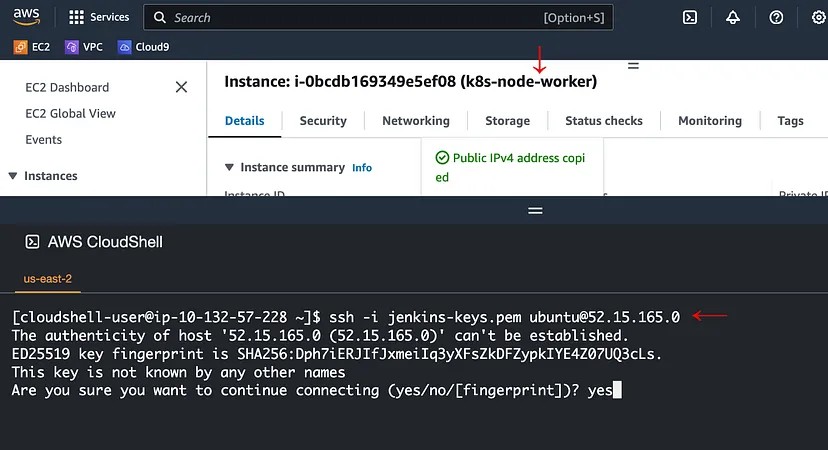 aws
Services
Search
[Option+S]
EC2
VPC
Cloud9
EC2 Dashboard
EC2 Global View
Events
Instances
Instance: i-0bcdb169349e5ef08 (k8s-node-worker)
Details
Security
Networking
Storage
Status checks
Monitoring
Tags
Instance summary Info
Public IPv4 address copi
ed
Instance ID
Private I
AWS CloudShell
us-east-2
[cloudshell-user@ip-10-132-57-228 ~]$ ssh -i jenkins-keys.pem ubuntu@52.15.165.0
The authenticity of host '52.15.165.0 (52.15.165.0)' can't be established.
ED25519 key fingerprint is SHA256:Dph7iERJIfJxmeiIq3yXFsZkDFZypkIYE4Z07UQ3cLs.
This key is not known by any other names
Are you sure you want to continue connecting (yes/no/[fingerprint])? yes